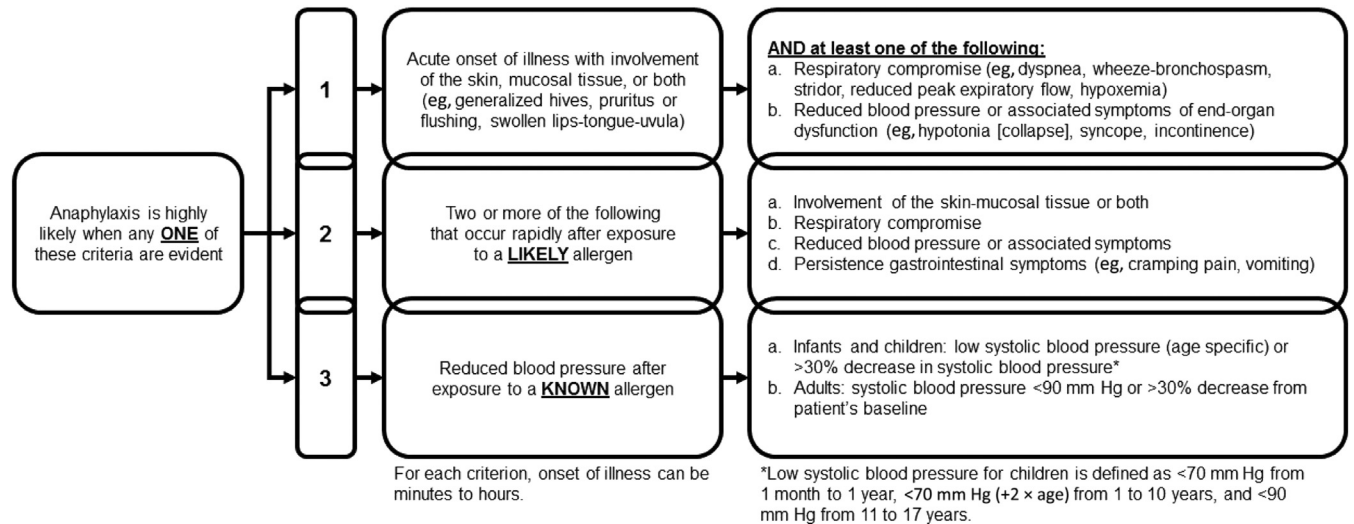 Anaphylaxis is highly
likely when any ONE of
these criteria are evident
1
Acute onset of illness with involvement
of the skin, mucosal tissue, or both
(eg, generalized hives, pruritus or
flushing, swollen lips-tongue-uvula)
AND at least one of the following:
a. Respiratory compromise (eg, dyspnea, wheeze-bronchospasm,
stridor, reduced peak expiratory flow, hypoxemia)
b. Reduced blood pressure or associated symptoms of end-organ
dysfunction (eg, hypotonia [collapse], syncope, incontinence)
2
Two or more of the following
that occur rapidly after exposure
to a LIKELY allergen
a. Involvement of the skin-mucosal tissue or both
b. Respiratory compromise
c. Reduced blood pressure or associated symptoms
d. Persistence gastrointestinal symptoms (eg, cramping pain, vomiting)
3
Reduced blood pressure after
exposure to a KNOWN allergen
a. Infants and children: low systolic blood pressure (age specific) or
>30% decrease in systolic blood pressure*
b. Adults: systolic blood pressure <90 mm Hg or >30% decrease from
patient's baseline
For each criterion, onset of illness can be
minutes to hours.
*Low systolic blood pressure for children is defined as <70 mm Hg from
1 month to 1 year, <70 mm Hg (+2 × age) from 1 to 10 years, and <90
mm Hg from 11 to 17 years.